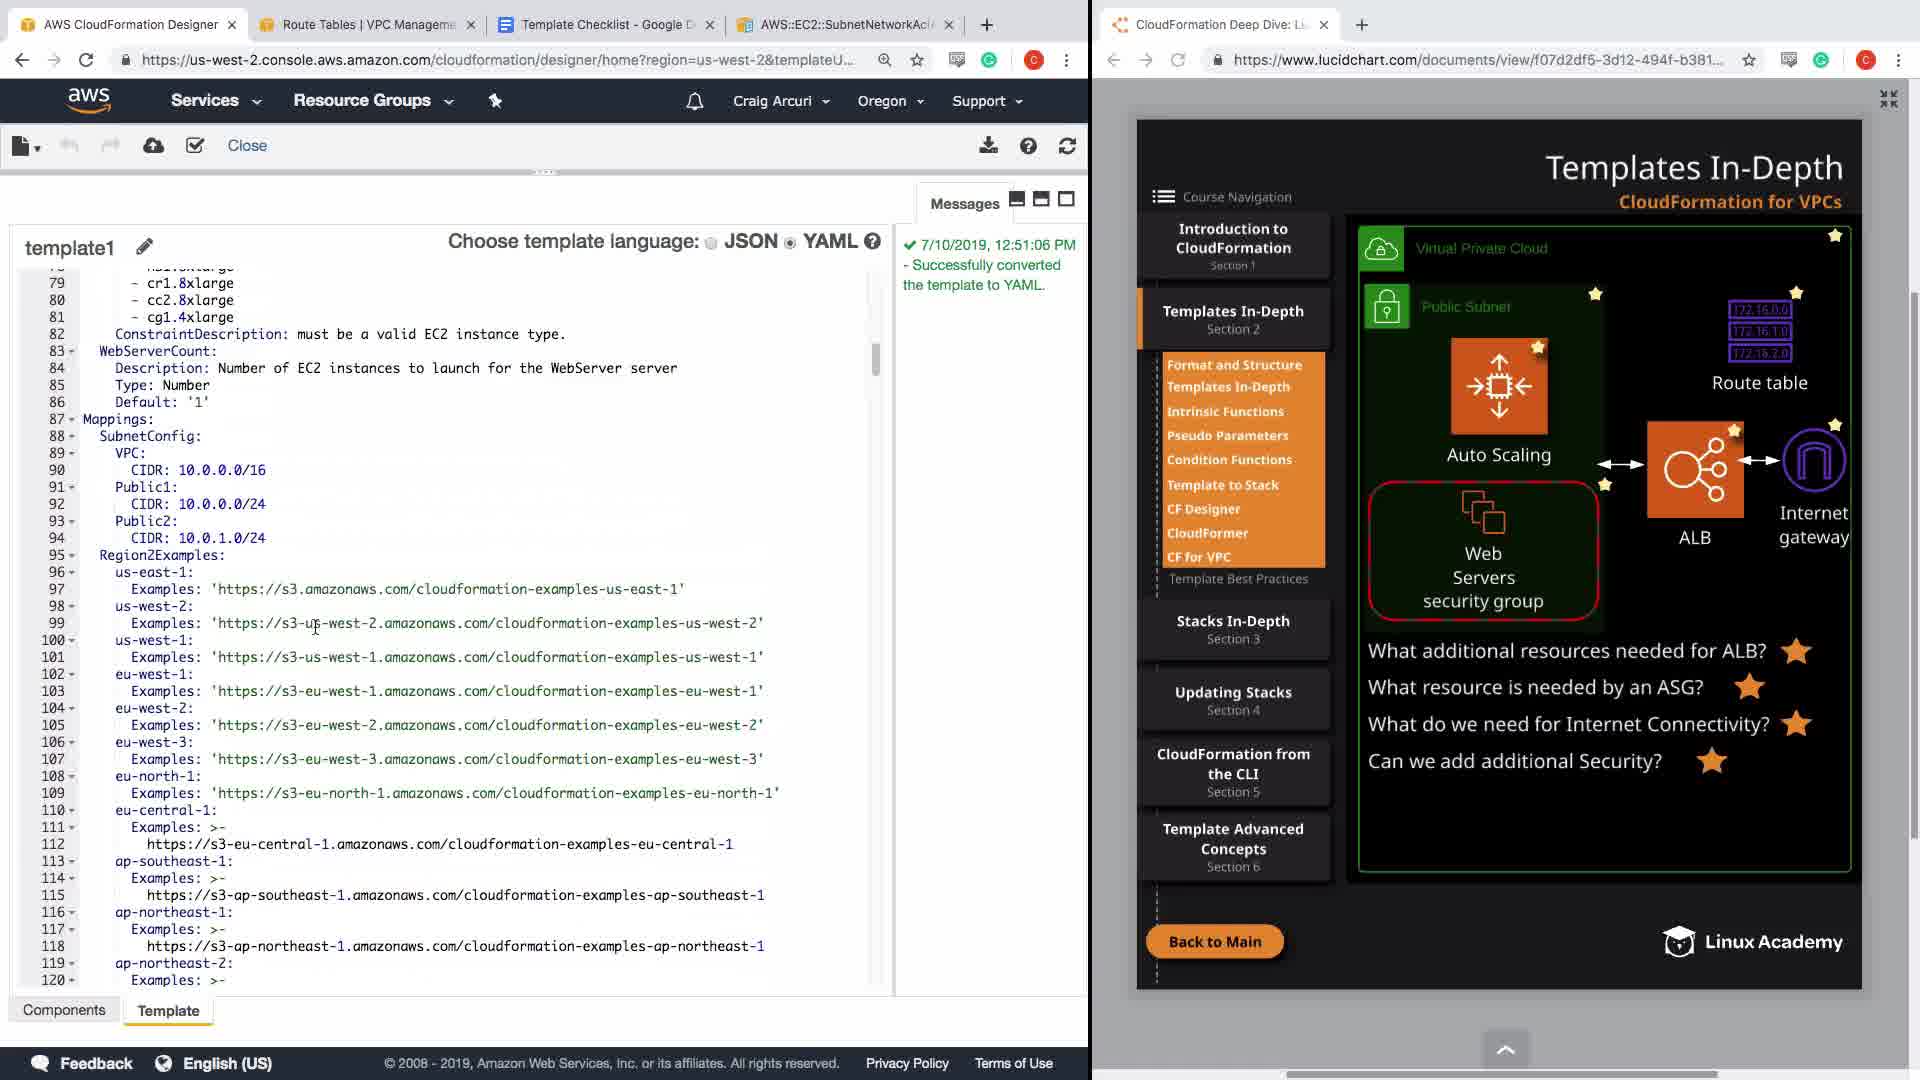 AWS CloudFormation Designer
Route Tables | VPC Manageme
Template Checklist - Google D
AWS::EC2::SubnetNetworkAcl
https://us-west-2.console.aws.amazon.com/cloudformation/designer/home?region=us-west-2&templateU...
aws
Services
Resource Groups
Craig Arcuri
Oregon
Support
Close
Messages
template1
Choose template language: JSON YAML
7/10/2019, 12:51:06 PM
- Successfully converted
the template to YAML.
79 - cr1.8xlarge
80 - cc2.8xlarge
81 - cg1.4xlarge
82 ConstraintDescription: must be a valid EC2 instance type.
83 WebServerCount:
84 Description: Number of EC2 instances to launch for the WebServer server
85 Type: Number
86 Default: '1'
87 Mappings:
88 SubnetConfig:
89 VPC:
90 CIDR: 10.0.0.0/16
91 Public1:
92 CIDR: 10.0.0.0/24
93 Public2:
94 CIDR: 10.0.1.0/24
95 Region2Examples:
96 us-east-1:
97 Examples: 'https://s3.amazonaws.com/cloudformation-examples-us-east-1'
98 us-west-2:
99 Examples: 'https://s3-us-west-2.amazonaws.com/cloudformation-examples-us-west-2'
100 us-west-1:
101 Examples: 'https://s3-us-west-1.amazonaws.com/cloudformation-examples-us-west-1'
102 eu-west-1:
103 Examples: 'https://s3-eu-west-1.amazonaws.com/cloudformation-examples-eu-west-1'
104 eu-west-2:
105 Examples: 'https://s3-eu-west-2.amazonaws.com/cloudformation-examples-eu-west-2'
106 eu-west-3:
107 Examples: 'https://s3-eu-west-3.amazonaws.com/cloudformation-examples-eu-west-3'
108 eu-north-1:
109 Examples: 'https://s3-eu-north-1.amazonaws.com/cloudformation-examples-eu-north-1'
110 eu-central-1:
111 Examples: >-
112 https://s3-eu-central-1.amazonaws.com/cloudformation-examples-eu-central-1
113 ap-southeast-1:
114 Examples: >-
115 https://s3-ap-southeast-1.amazonaws.com/cloudformation-examples-ap-southeast-1
116 ap-northeast-1:
117 Examples: >-
118 https://s3-ap-northeast-1.amazonaws.com/cloudformation-examples-ap-northeast-1
119 ap-northeast-2:
120 Examples: >-
Components
Template
Feedback
English (US)
© 2008 - 2019, Amazon Web Services, Inc. or its affiliates. All rights reserved.
Privacy Policy
Terms of Use
CloudFormation Deep Dive: Lu
https://www.lucidchart.com/documents/view/f07d2df5-3d12-494f-b381...
C
C
Templates In-Depth
CloudFormation for VPCs
Course Navigation
Introduction to
CloudFormation
Section 1
Templates In-Depth
Section 2
Format and Structure
Templates In-Depth
Intrinsic Functions
Pseudo Parameters
Condition Functions
Template to Stack
CF Designer
CloudFormer
CF for VPC
Template Best Practices
Stacks In-Depth
Section 3
Updating Stacks
Section 4
CloudFormation from
the CLI
Section 5
Template Advanced
Concepts
Section 6
Back to Main
Virtual Private Cloud
Public Subnet
Auto Scaling
Web
Servers
security group
172.16.0.0
172.16.1.0
172.16.2.0
Route table
ALB
Internet
gateway
What additional resources needed for ALB?
What resource is needed by an ASG?
What do we need for Internet Connectivity?
Can we add additional Security?
Linux Academy